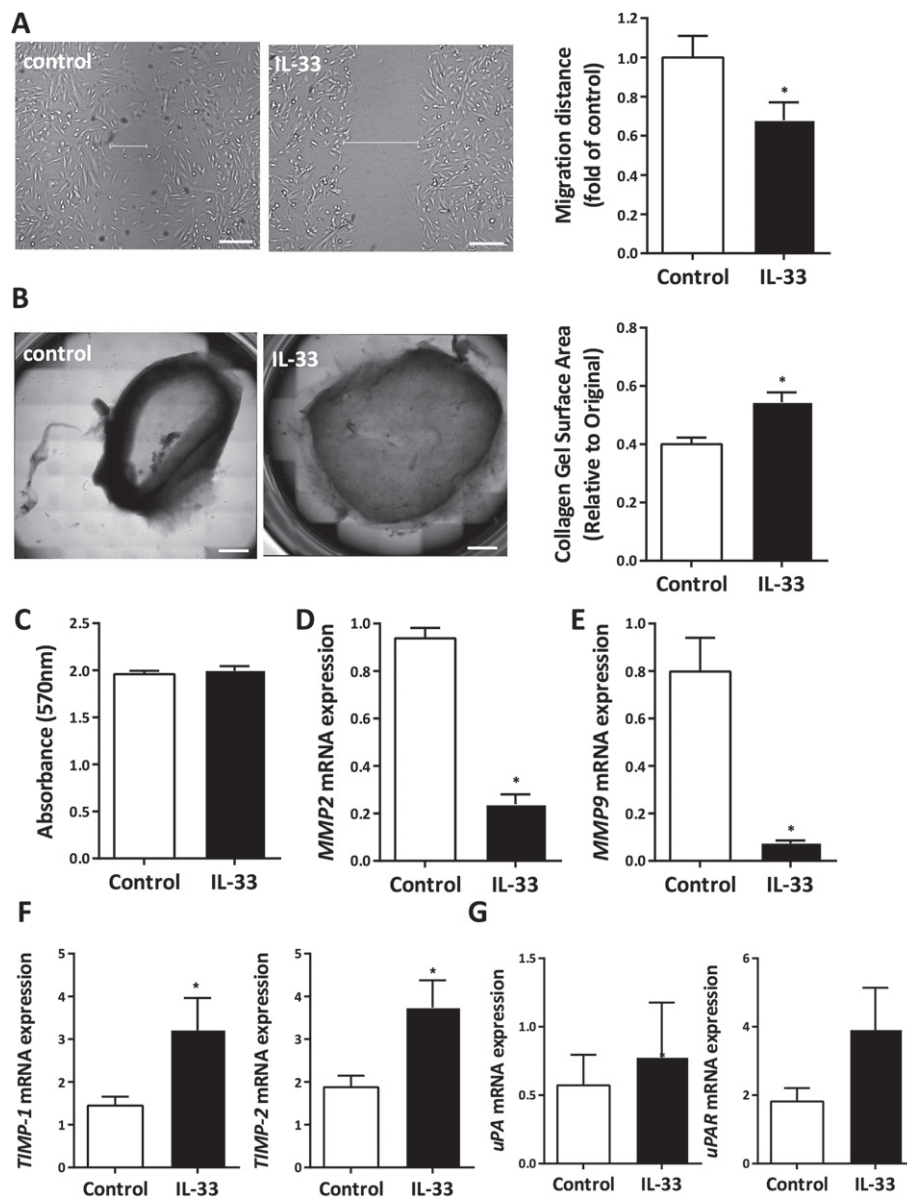 A
control
IL-33
Migration distance
(fold of control)
1.2
1.0
0.8
0.6
0.4
0.2
0.0
*
Control IL-33
B
control
IL-33
Collagen Gel Surface Area
(Relative to Original)
0.8
0.6
0.4
0.2
0.0
*
Control IL-33
C
Absorbance (570nm)
2.5
2.0
1.5
1.0
0.5
0.0
Control IL-33
D
MMP2 mRNA expression
1.0
0.8
0.6
0.4
0.2
0.0
*
Control IL-33
E
MMP9 mRNA expression
1.0
0.8
0.6
0.4
0.2
0.0
*
Control IL-33
F
TIMP-1 mRNA expression
5
4
3
2
1
0
*
Control IL-33
TIMP-2 mRNA expression
5
4
3
2
1
0
*
Control IL-33
G
uPA mRNA expression
1.5
1.0
0.5
0.0
*
Control IL-33
uPAR mRNA expression
6
4
2
0
Control IL-33